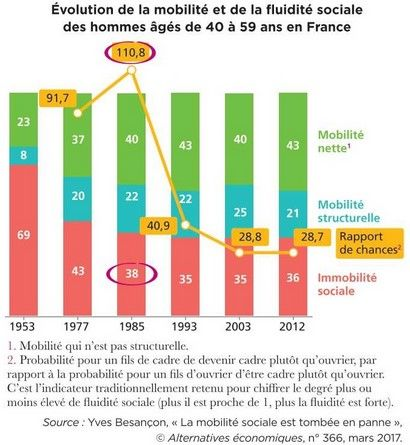 Évolution de la mobilité et de la fluidité sociale
des hommes âgés de 40 à 59 ans en France
110,8
91,7
23
37
40
43
40
43
Mobilité
nette¹
8
20
22
22
25
21
Mobilité
structurelle
40,9
28,8
28,7
Rapport
de chances²
69
43
38
35
35
36
Immobilité
sociale
1953
1977
1985
1993
2003
2012
1. Mobilité qui n'est pas structurelle.
2. Probabilité pour un fils de cadre de devenir cadre plutôt qu'ouvrier, par
rapport à la probabilité pour un fils d'ouvrier d'être cadre plutôt qu'ouvrier.
C'est l'indicateur traditionnellement retenu pour chiffrer le degré plus ou
moins élevé de fluidité sociale (plus il est proche de 1, plus la fluidité est forte).
Source : Yves Besançon, « La mobilité sociale est tombée en panne »,
© Alternatives économiques, n° 366, mars 2017.